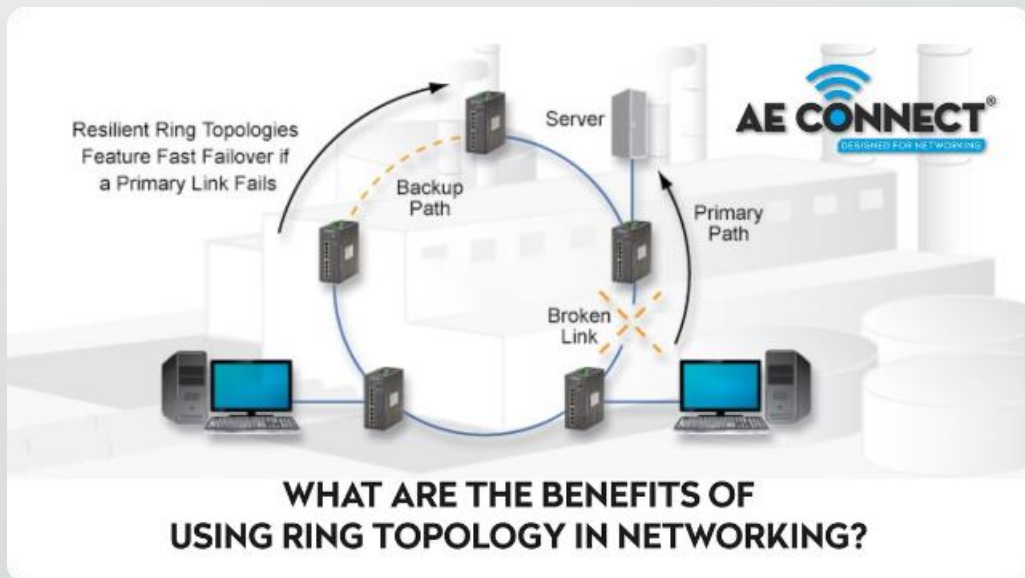 Resilient Ring Topologies
Feature Fast Failover if
a Primary Link Fails
Server
AE CONNECT®
DESIGNED FOR NETWORKING
Backup
Path
Primary
Path
Broken
Link
WHAT ARE THE BENEFITS OF
USING RING TOPOLOGY IN NETWORKING?